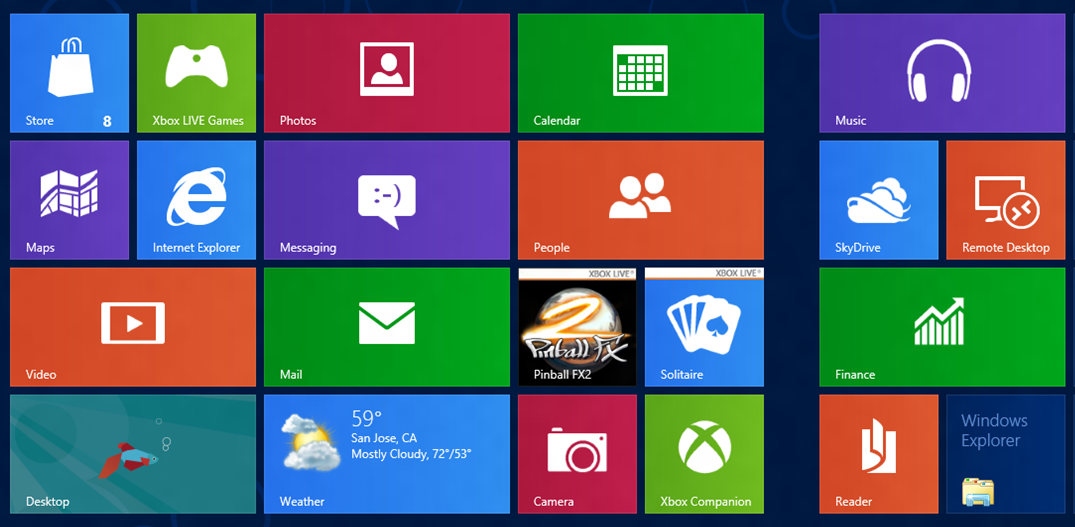 Store 8
Xbox LIVE Games
Photos
Calendar
Music
Maps
Internet Explorer
:-)
Messaging
People
SkyDrive
Remote Desktop
Video
Mail
XBOX LIVE®
2
Pinball FX
Pinball FX2
XBOX LIVE®
Solitaire
Finance
Desktop
59°
San Jose, CA
Mostly Cloudy, 72°/53°
Weather
Camera
Xbox Companion
Reader
Windows
Explorer